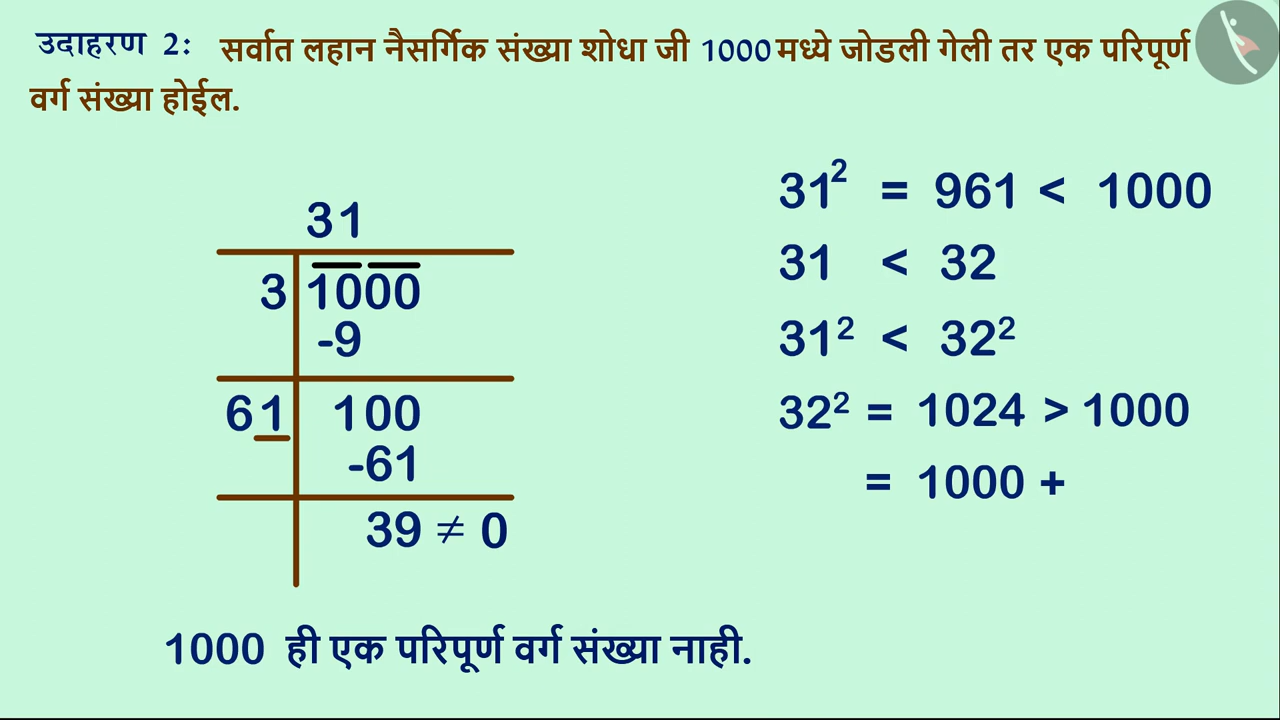 उदाहरण 2: सर्वात लहान नैसर्गिक संख्या शोधा जी 1000 मध्ये जोडली गेली तर एक परिपूर्ण
वर्ग संख्या होईल.
31
3 1000
-9
61 100
-61
39 ≠ 0
31² = 961 < 1000
31 < 32
31² < 32²
32² = 1024 > 1000
= 1000 +
1000 ही एक परिपूर्ण वर्ग संख्या नाही.